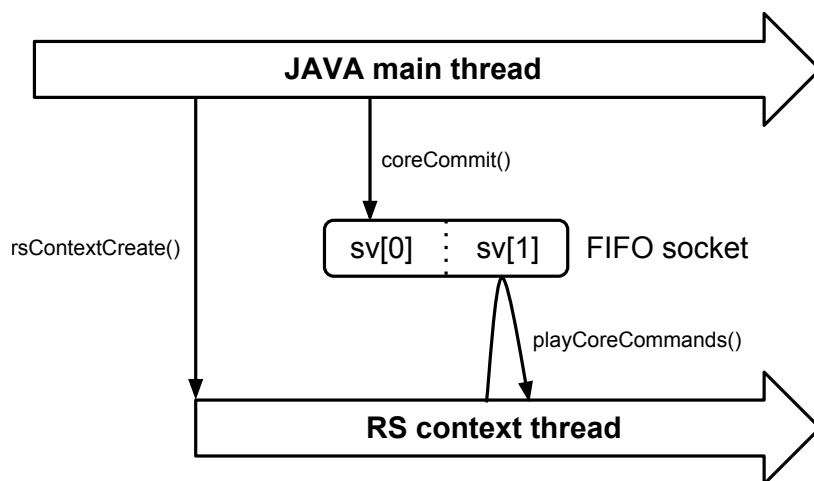 JAVA main thread
coreCommit()
rsContextCreate()
sv[0] sv[1] FIFO socket
playCoreCommands()
RS context thread